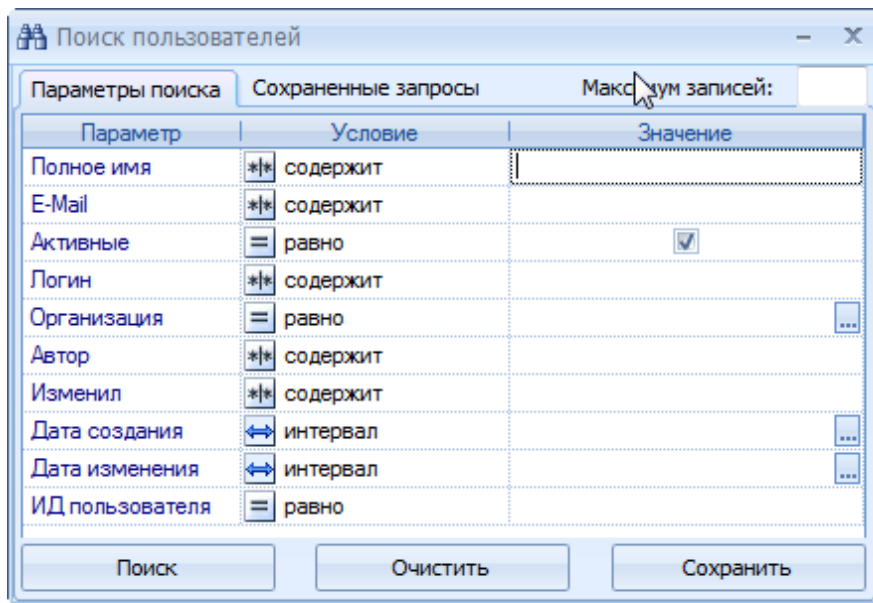 Поиск пользователей
Параметры поиска Сохраненные запросы Максимум записей:
Параметр Условие Значение
Полное имя содержит
E-Mail содержит
Активные равно
Логин содержит
Организация равно ...
Автор содержит
Изменил содержит
Дата создания интервал ...
Дата изменения интервал ...
ИД пользователя равно
Поиск Очистить Сохранить